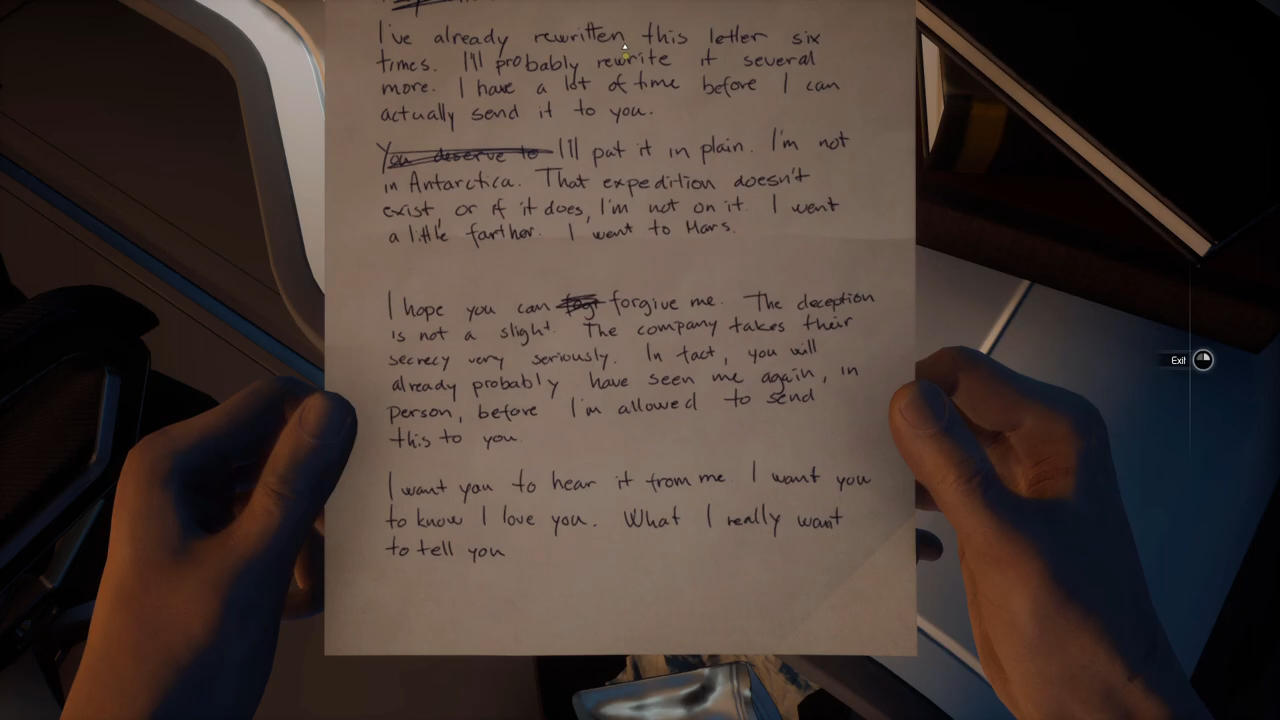 I've already rewritten this letter six
times. I'll probably rewrite it several
more. I have a lot of time before I can
actually send it to you.
You deserve to I'll put it in plain. I'm not
in Antarctica. That expedition doesn't
exist, or if it does, I'm not on it. I went
a little farther. I went to Mars.
I hope you can forgive me. The deception
is not a slight. The company takes their
secrecy very seriously. In fact, you will
already probably have seen me again, in
person, before I'm allowed to send
this to you.
Exit
I want you to hear it from me. I want you
to know I love you. What I really want
to tell you